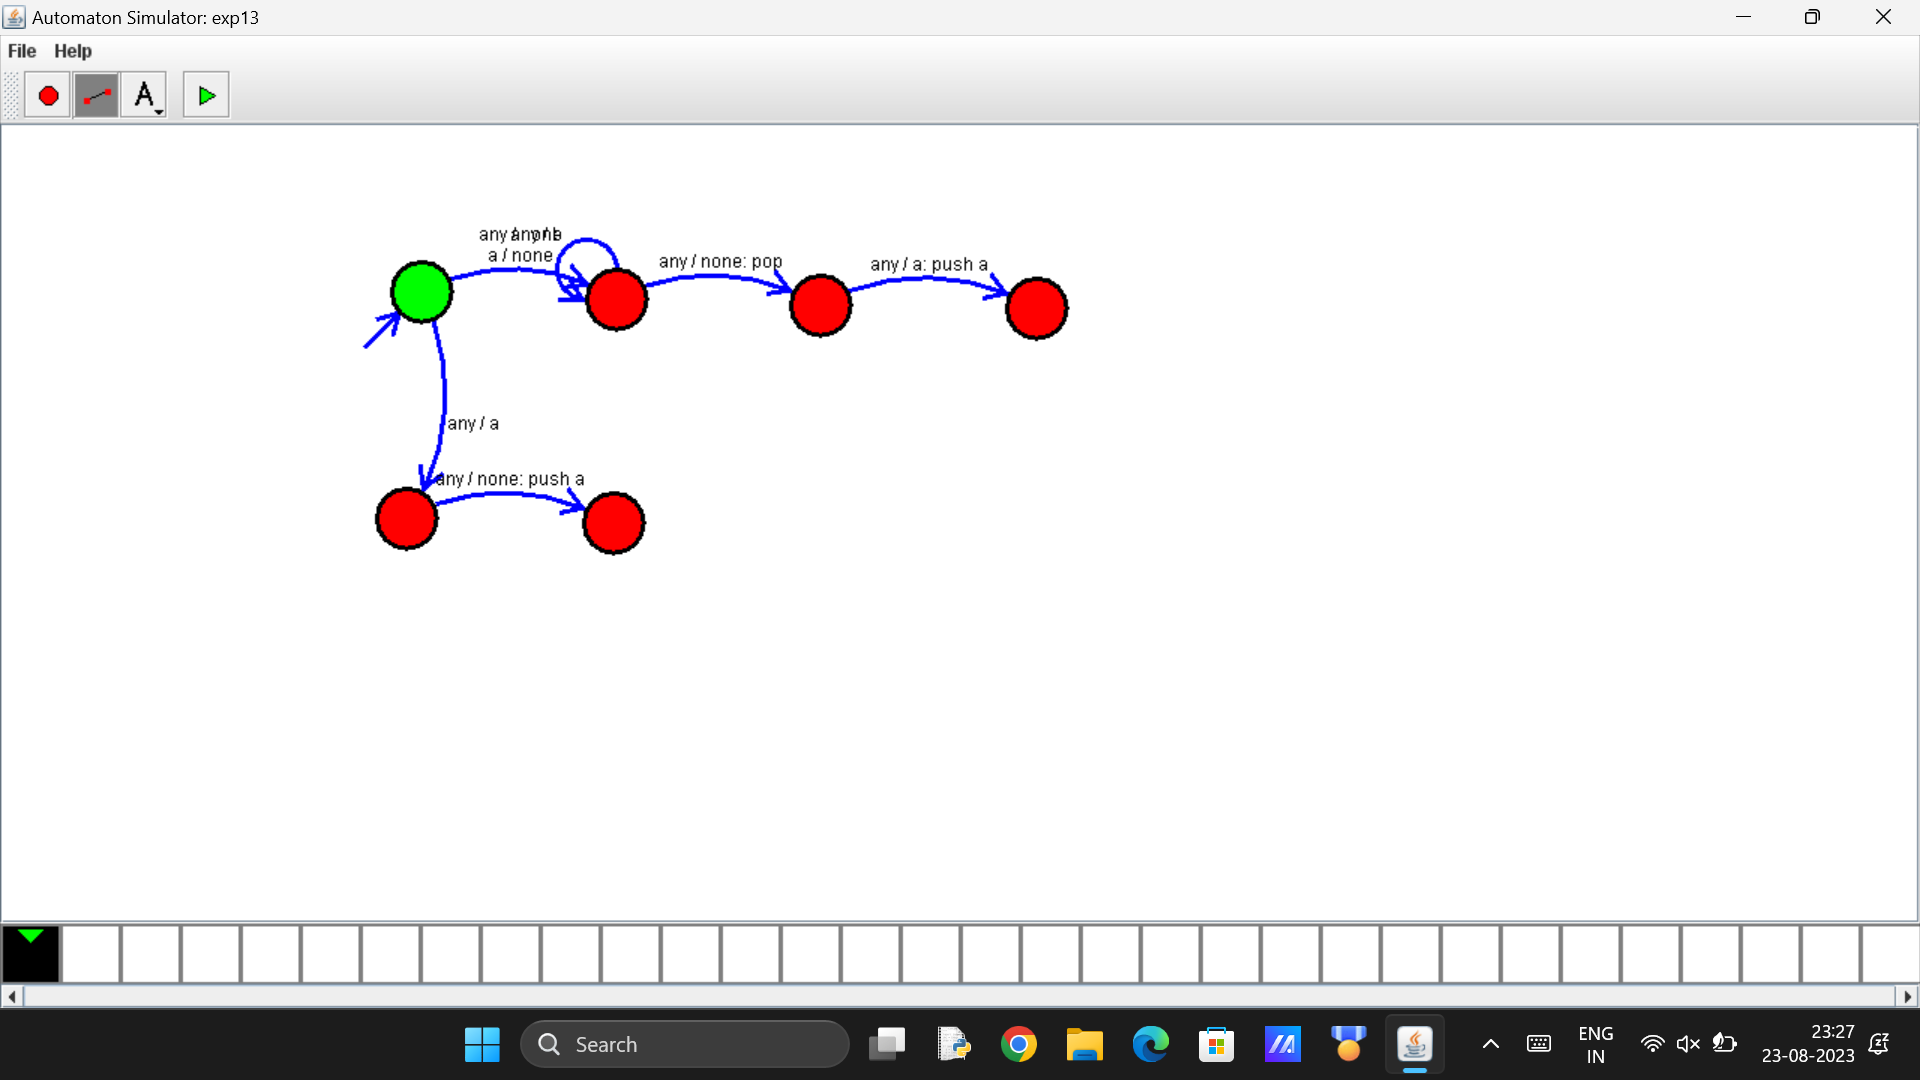 Automaton Simulator: exp13
File Help
A
any /
a / none
any / none: pop
any / a: push a
any / a
any / none: push a
Search
ENG
IN
23:27
23-08-2023